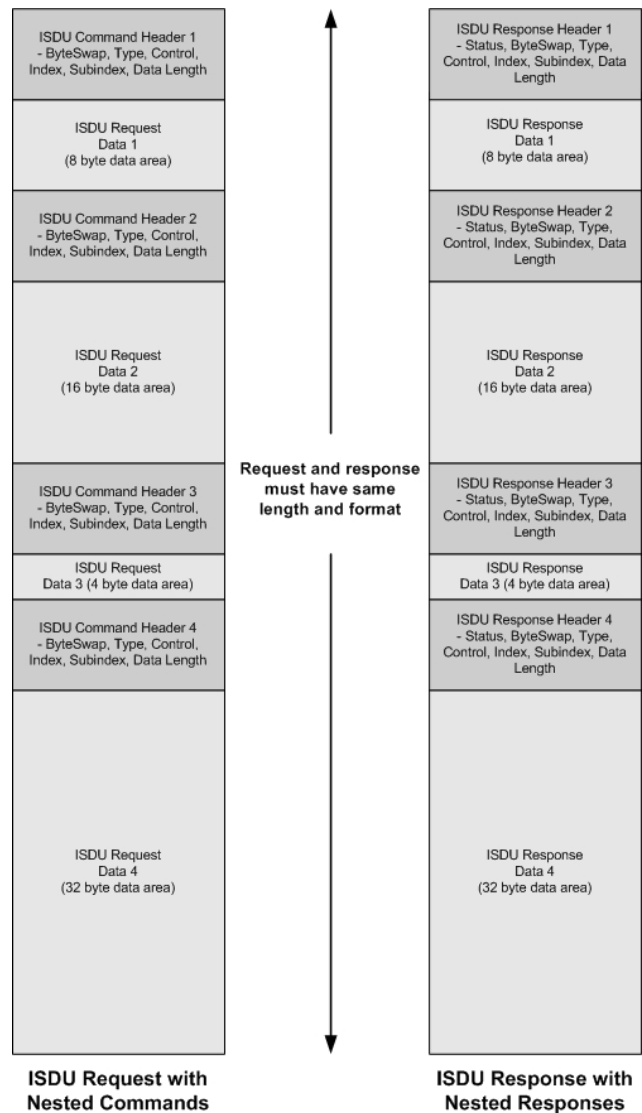 ISDU Command Header 1
- ByteSwap, Type, Control,
Index, Subindex, Data Length
ISDU Request
Data 1
(8 byte data area)
ISDU Command Header 2
- ByteSwap, Type, Control,
Index, Subindex, Data Length
ISDU Request
Data 2
(16 byte data area)
ISDU Command Header 3
- ByteSwap, Type, Control,
Index, Subindex, Data Length
ISDU Request
Data 3 (4 byte data area)
ISDU Command Header 4
- ByteSwap, Type, Control,
Index, Subindex, Data Length
ISDU Request
Data 4
(32 byte data area)
ISDU Request with
Nested Commands
Request and response
must have same
length and format
ISDU Response Header 1
- Status, ByteSwap, Type,
Control, Index, Subindex, Data
Length
ISDU Response
Data 1
(8 byte data area)
ISDU Response Header 2
- Status, ByteSwap, Type,
Control, Index, Subindex, Data
Length
ISDU Response
Data 2
(16 byte data area)
ISDU Response Header 3
- Status, ByteSwap, Type,
Control, Index, Subindex, Data
Length
ISDU Response
Data 3 (4 byte data area)
ISDU Response Header 4
- Status, ByteSwap, Type,
Control, Index, Subindex, Data
Length
ISDU Response
Data 4
(32 byte data area)
ISDU Response with
Nested Responses